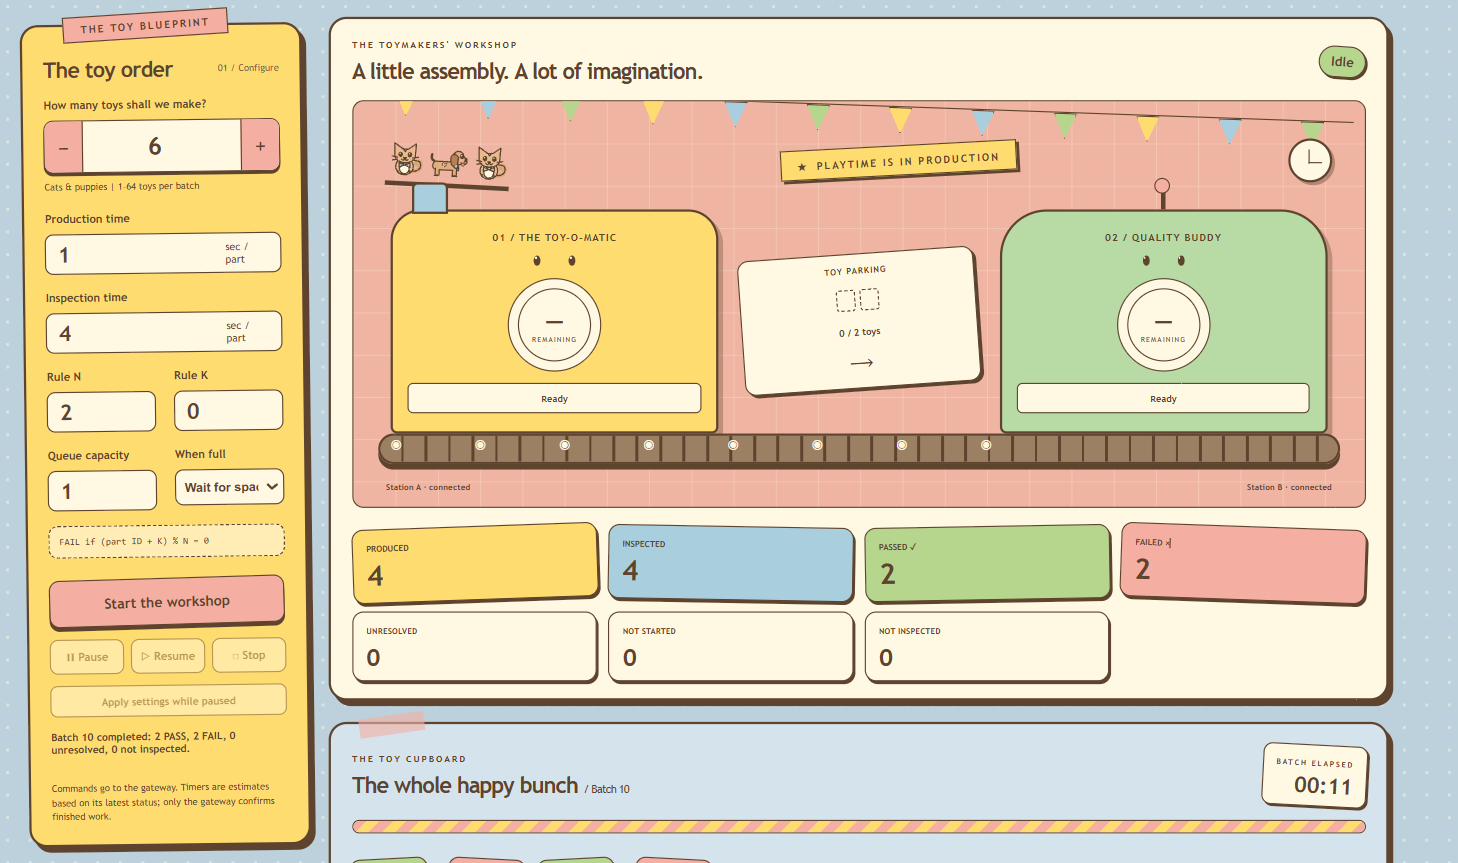 THE TOY BLUEPRINT
The toy order
01 / Configure
How many toys shall we make?
− 6 +
Cats & puppies | 1-64 toys per batch
Production time
1 sec / part
Inspection time
4 sec / part
Rule N
Rule K
2
0
Queue capacity
When full
1
Wait for spac
FAIL if (part ID + K) % N = 0
Start the workshop
Pause
▷ Resume
□ Stop
Apply settings while paused
Batch 10 completed: 2 PASS, 2 FAIL, 0
unresolved, 0 not inspected.
Commands go to the gateway. Timers are estimates
based on its latest status; only the gateway confirms
finished work.
THE TOYMAKERS' WORKSHOP
A little assembly. A lot of imagination.
Idle
★ PLAYTIME IS IN PRODUCTION
01 / THE TOY-O-MATIC
—
REMAINING
Ready
TOY PARKING
0 / 2 toys
→
02 / QUALITY BUDDY
—
REMAINING
Ready
Station A · connected
Station B · connected
PRODUCED
4
INSPECTED
4
PASSED ✓
2
FAILED ×
2
UNRESOLVED
0
NOT STARTED
0
NOT INSPECTED
0
THE TOY CUPBOARD
The whole happy bunch / Batch 10
BATCH ELAPSED
00:11